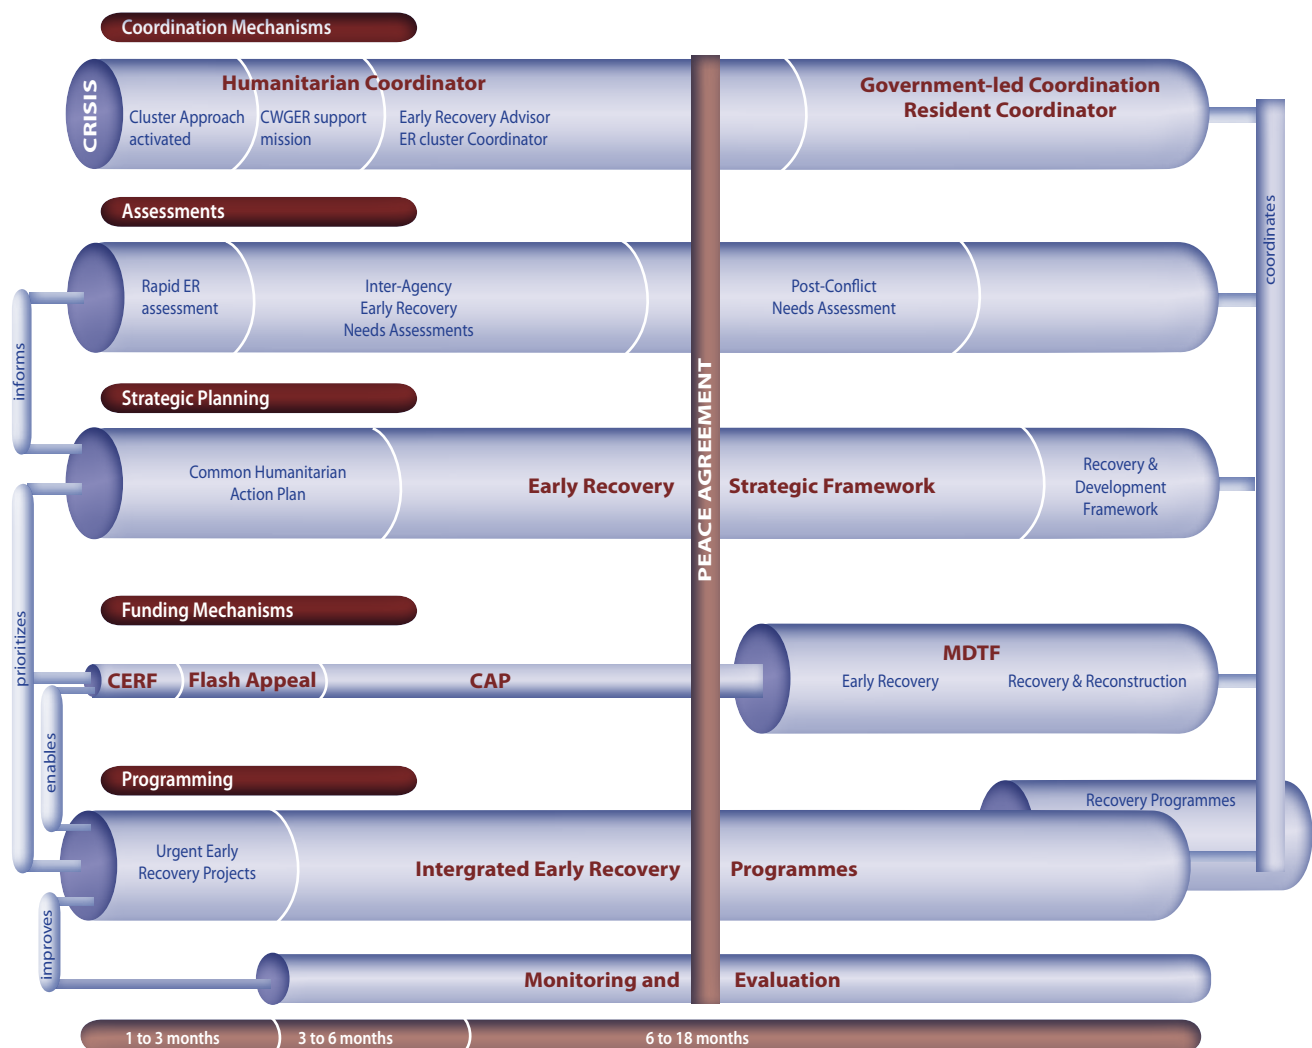 Coordination Mechanisms
CRISIS
Humanitarian Coordinator
Cluster Approach
activated
CWGER support
mission
Early Recovery Advisor
ER cluster Coordinator
Government-led Coordination
Resident Coordinator
coordinates
Assessments
Rapid ER
assessment
Inter-Agency
Early Recovery
Needs Assessments
Post-Conflict
Needs Assessment
informs
PEACE AGREEMENT
Strategic Planning
Common Humanitarian
Action Plan
Early Recovery
Strategic Framework
Recovery &
Development
Framework
prioritizes
Funding Mechanisms
CERF
Flash Appeal
CAP
MDTF
Early Recovery
Recovery & Reconstruction
enables
Programming
Recovery Programmes
Urgent Early
Recovery Projects
Intergrated Early Recovery
Programmes
improves
Monitoring and
Evaluation
1 to 3 months
3 to 6 months
6 to 18 months